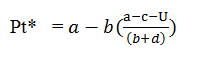 Pt* = a − b(a−c−U/(b+d))